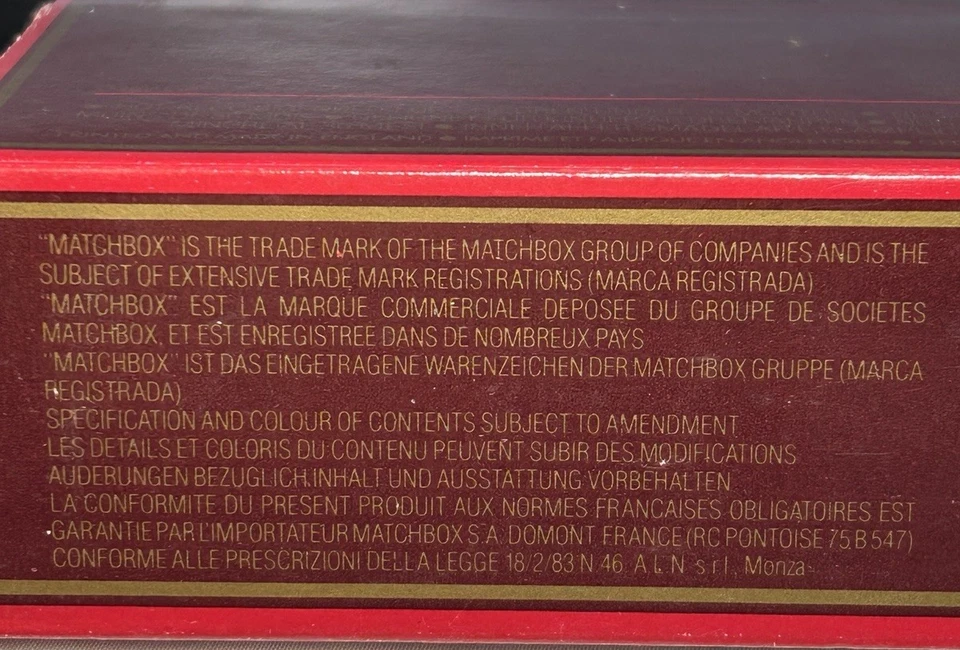 "MATCHBOX" IS THE TRADE MARK OF THE MATCHBOX GROUP OF COMPANIES AND IS THE
SUBJECT OF EXTENSIVE TRADE MARK REGISTRATIONS (MARCA REGISTRADA)
"MATCHBOX" EST LA MARQUE COMMERCIALE DEPOSEE DU GROUPE DE SOCIETES
MATCHBOX, ET EST ENREGISTREE DANS DE NOMBREUX PAYS
"MATCHBOX" IST DAS EINGETRAGENE WARENZEICHEN DER MATCHBOX GRUPPE (MARCA
REGISTRADA)
SPECIFICATION AND COLOUR OF CONTENTS SUBJECT TO AMENDMENT
LES DETAILS ET COLORIS DU CONTENU PEUVENT SUBIR DES MODIFICATIONS
AUDERUNGEN BEZUGLICH INHALT UND AUSSTATTUNG VORBEHALTEN
LA CONFORMITE DU PRESENT PRODUIT AUX NORMES FRANCAISES OBLIGATOIRES EST
GARANTIE PAR L'IMPORTATEUR MATCHBOX S.A. DOMONT FRANCE (RC PONTOISE 75 B 547)
CONFORME ALLE PRESCRIZIONI DELLA LEGGE 18/2/83 N 46 A.L.N s.r.l., Monza